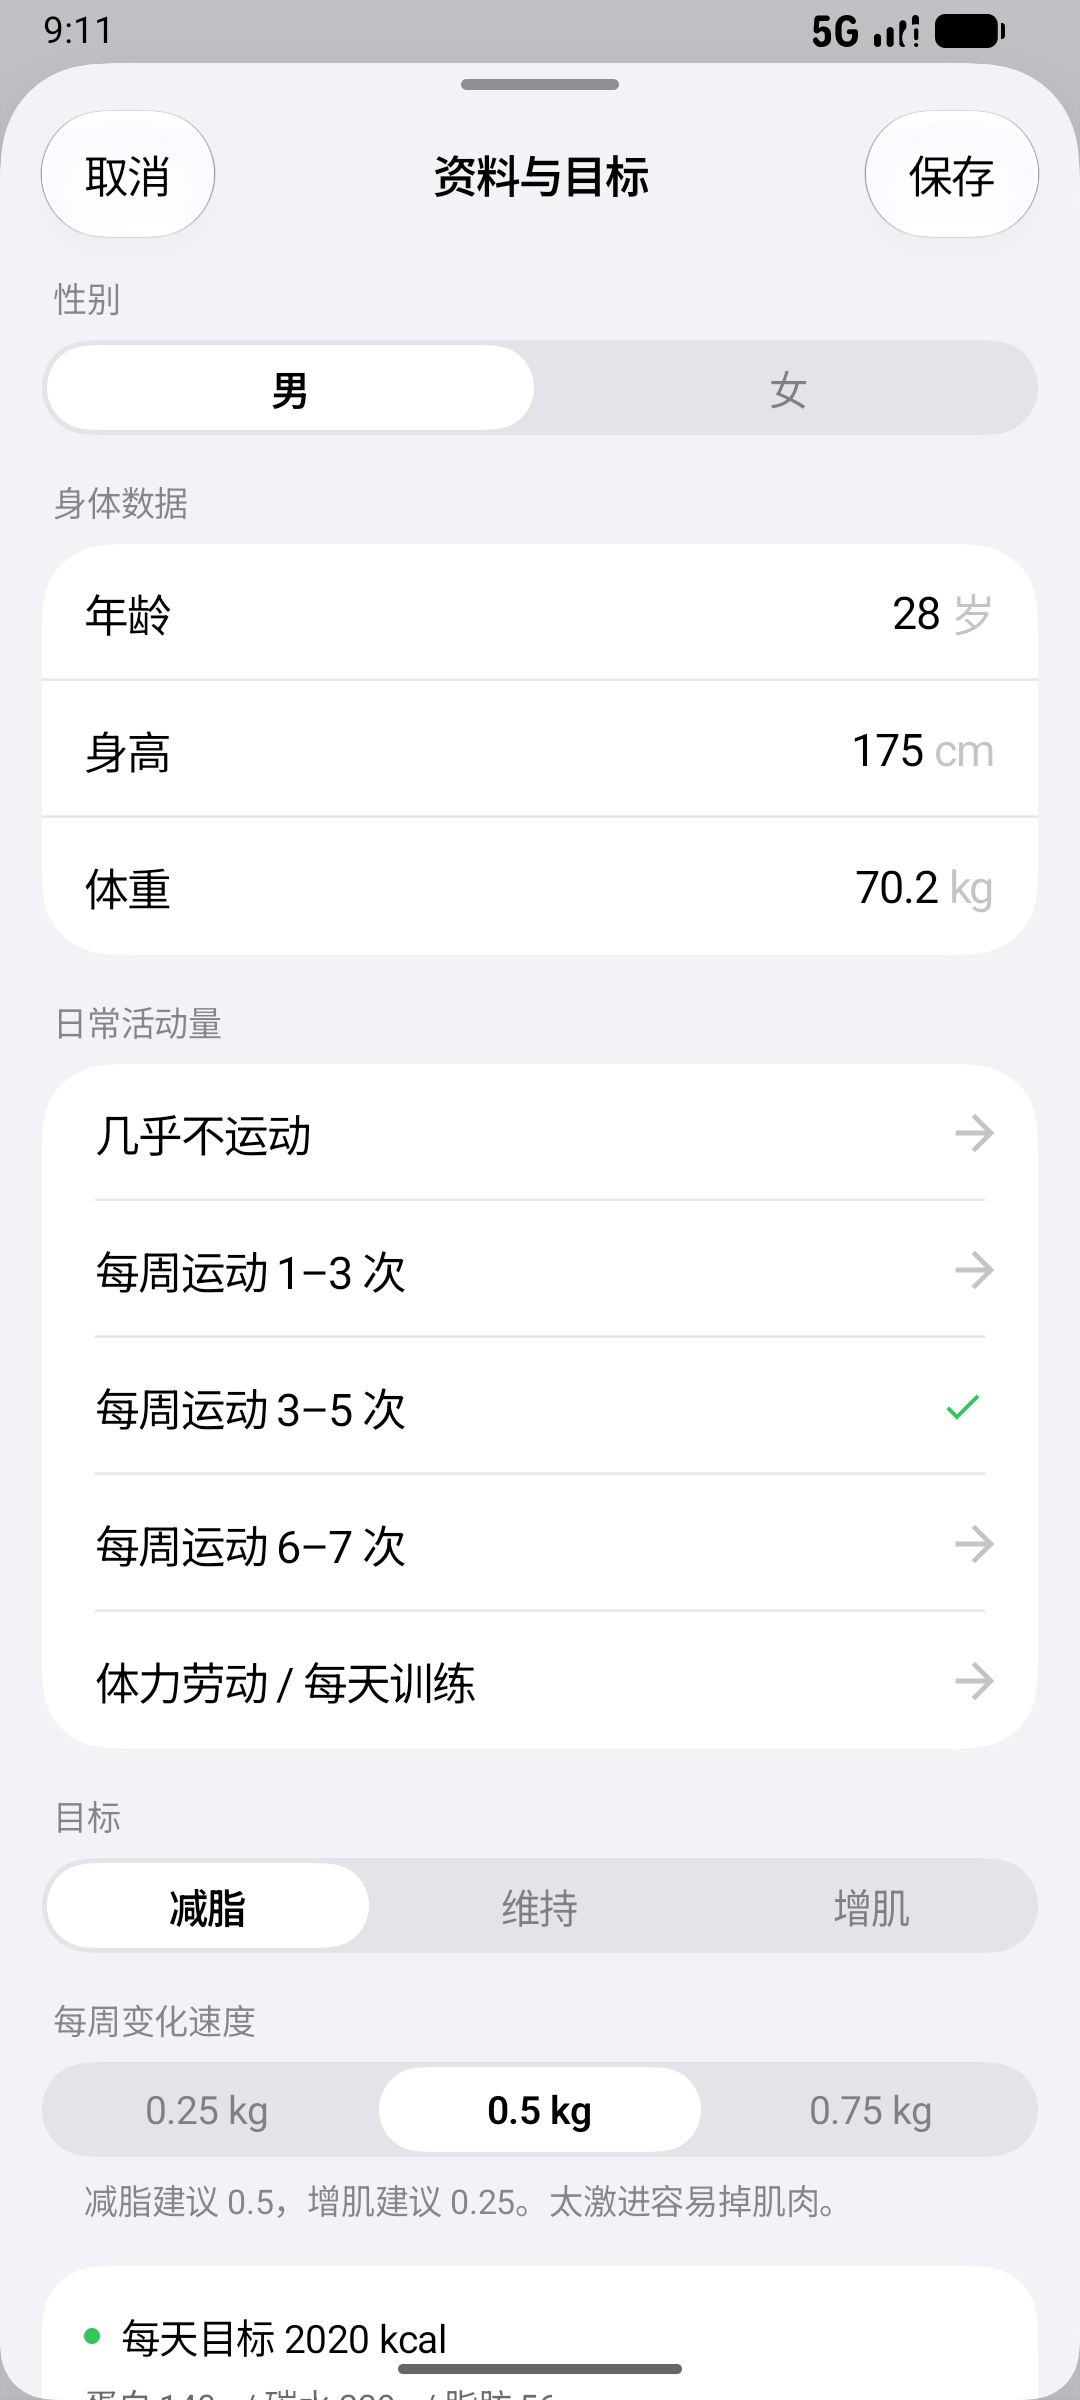 9:11
5G
取消
资料与目标
保存
性别
男
女
身体数据
年龄
28 岁
身高
175 cm
体重
70.2 kg
日常活动量
几乎不运动
每周运动 1–3 次
每周运动 3–5 次
每周运动 6–7 次
体力劳动 / 每天训练
目标
减脂
维持
增肌
每周变化速度
0.25 kg
0.5 kg
0.75 kg
减脂建议 0.5，增肌建议 0.25。太激进容易掉肌肉。
每天目标 2020 kcal